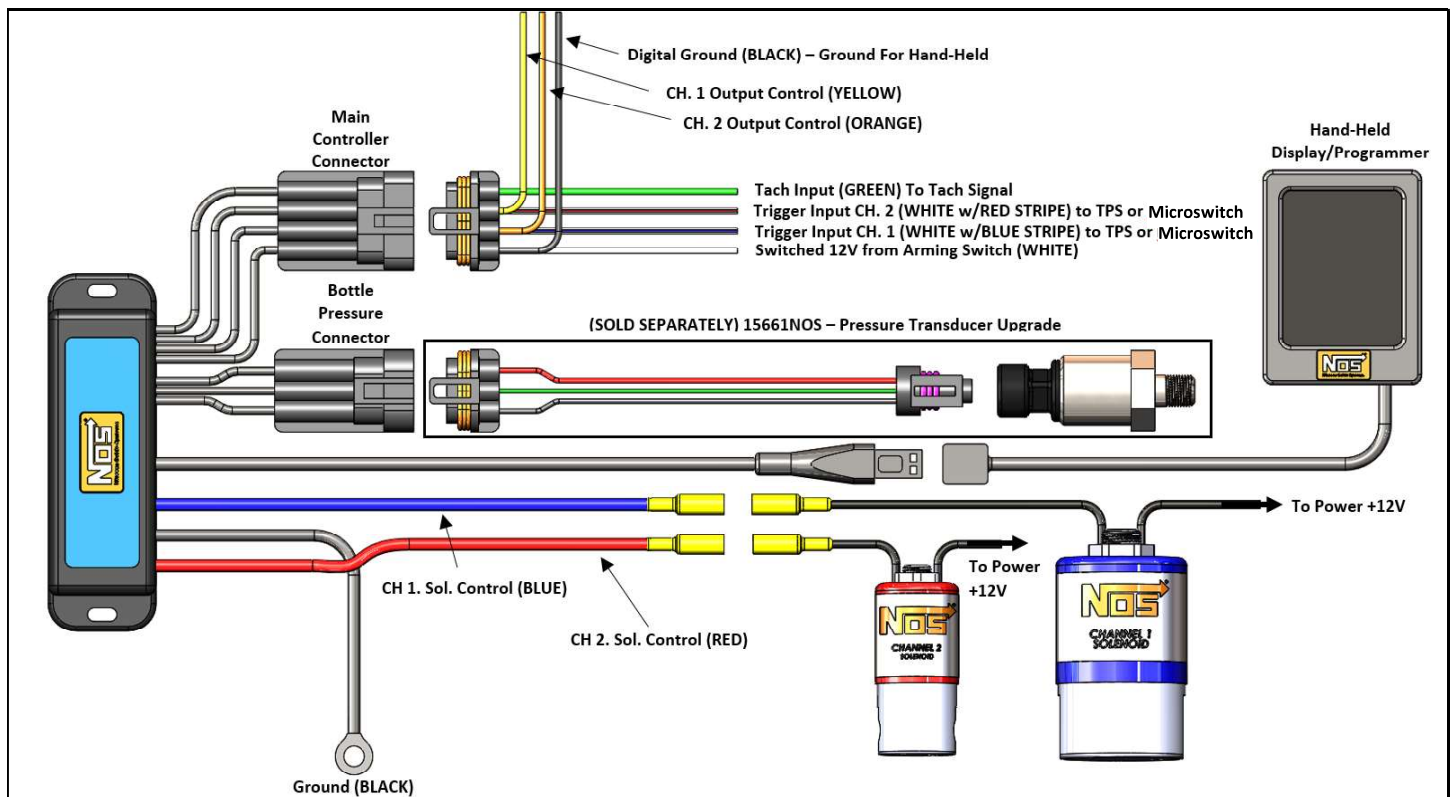 Digital Ground (BLACK) – Ground For Hand-Held
CH. 1 Output Control (YELLOW)
CH. 2 Output Control (ORANGE)
Main
Controller
Connector
Hand-Held
Display/Programmer
Tach Input (GREEN) To Tach Signal
Trigger Input CH. 2 (WHITE w/RED STRIPE) to TPS or Microswitch
Trigger Input CH. 1 (WHITE w/BLUE STRIPE) to TPS or Microswitch
Switched 12V from Arming Switch (WHITE)
Bottle
Pressure
Connector
(SOLD SEPARATELY) 15661NOS – Pressure Transducer Upgrade
NOS
NOS
To Power +12V
To Power
+12V
CH 1. Sol. Control (BLUE)
CH 2. Sol. Control (RED)
NOS
CHANNEL 2
SOLENOID
NOS
CHANNEL 1
SOLENOID
Ground (BLACK)